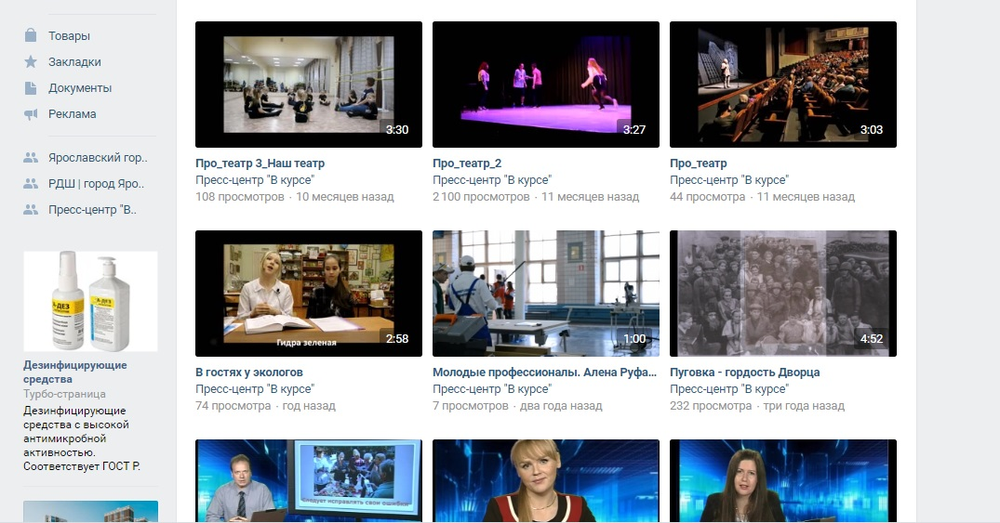 Товары
Закладки
Документы
Реклама
Ярославский гор..
РДШ | город Яро..
Пресс-центр "В..
А-ДЕЗ
Дезинфицирующие
средства
Турбо-страница
Дезинфицирующие
средства с высокой
антимикробной
активностью.
Соответствует ГОСТ Р.
3:30
3:27
3:03
Про_театр 3_Наш театр
Про_театр_2
Про_театр
Пресс-центр "В курсе"
Пресс-центр "В курсе"
Пресс-центр "В курсе"
108 просмотров · 10 месяцев назад
2 100 просмотров · 11 месяцев назад
44 просмотра · 11 месяцев назад
Гидра зеленая
2:58
1:00
4:52
В гостях у экологов
Молодые профессионалы. Алена Руфа...
Пуговка - гордость Дворца
Пресс-центр "В курсе"
Пресс-центр "В курсе"
Пресс-центр "В курсе"
74 просмотра · год назад
7 просмотров · два года назад
232 просмотра · три года назад
Следует исправлять свои ошибки